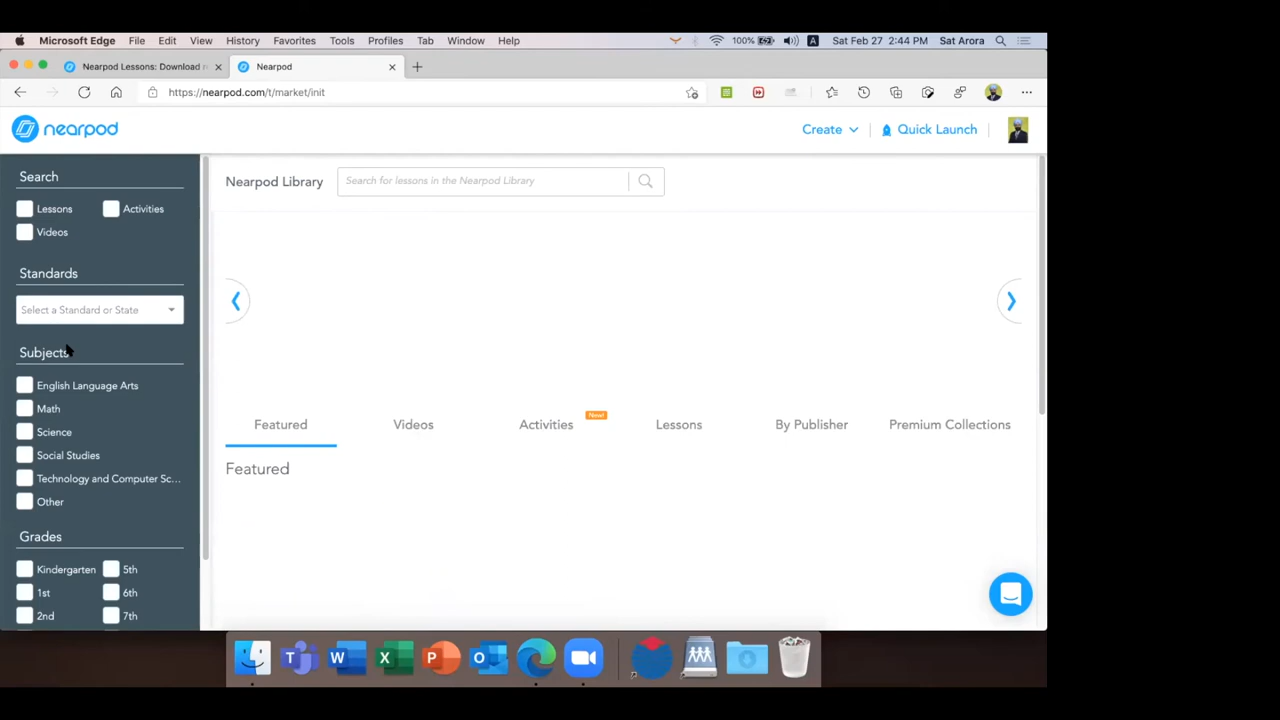 Microsoft Edge File Edit View History Favorites Tools Profiles Tab Window Help 100% A Sat Feb 27 2:44 PM Sat Arora
Nearpod Lessons: Download r
Nearpod
https://nearpod.com/t/market/init
nearpod
Create
Quick Launch
Search
Lessons Activities
Videos
Standards
Select a Standard or State
Subjects
English Language Arts
Math
Science
Social Studies
Technology and Computer Sc...
Other
Grades
Kindergarten 5th
1st 6th
2nd 7th
Nearpod Library
Search for lessons in the Nearpod Library
New!
Featured Videos Activities Lessons By Publisher Premium Collections
Featured
T W X P O